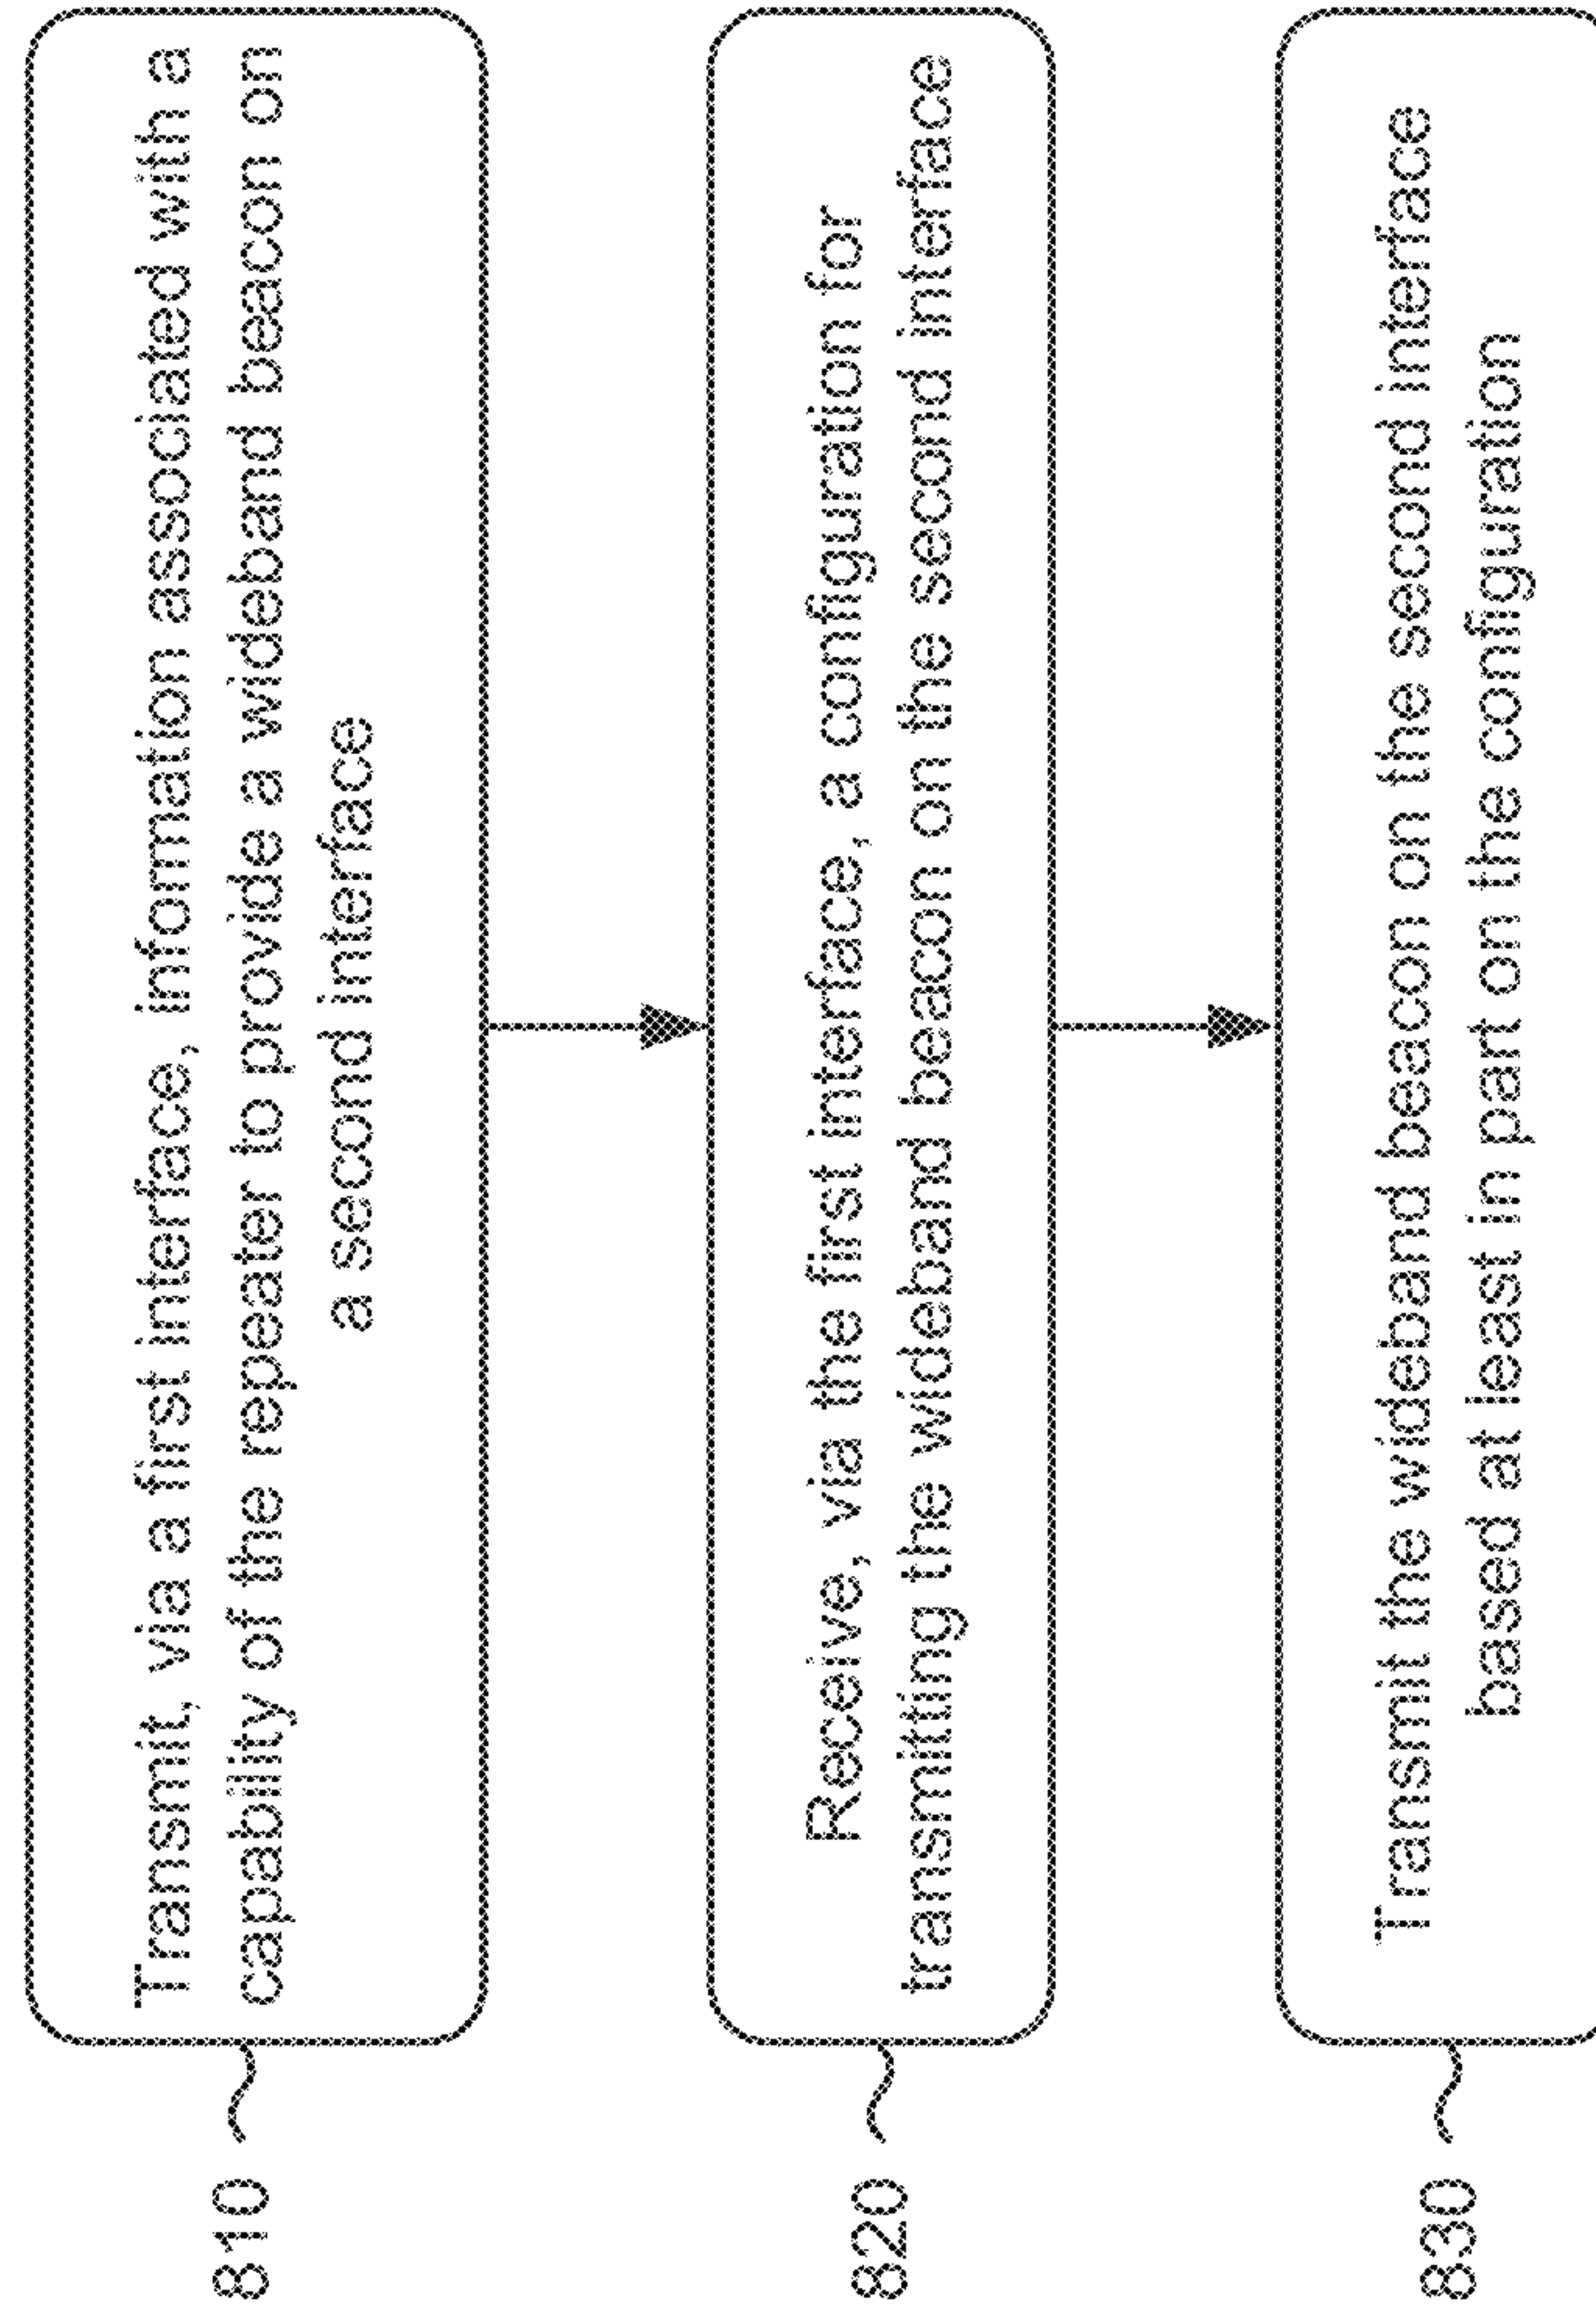 810
Transmit, via a first interface, information associated with a
capability of the repeater to provide a wideband beacon on
a second interface
820
Receive, via the first interface, a configuration for
transmitting the wideband beacon on the second interface
830
Transmit the wideband beacon on the second interface
based at least in part on the configuration